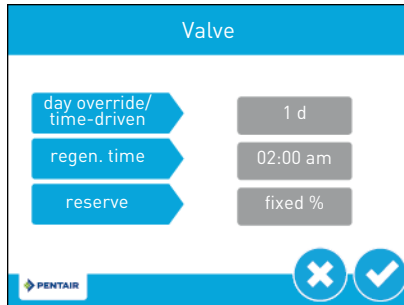 Valve
day override/
time-driven
1 d
regen. time
02:00 am
reserve
fixed %
PENTAIR